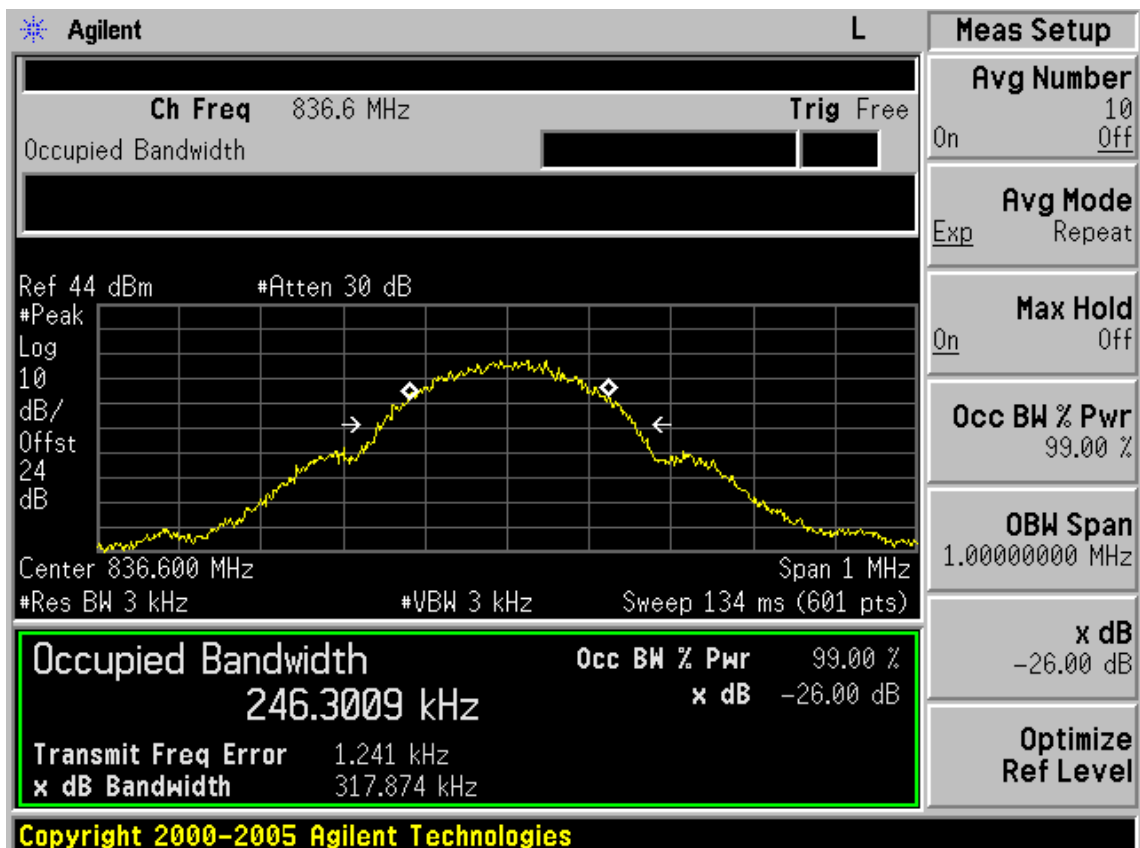 Agilent L
Ch Freq 836.6 MHz Trig Free
Occupied Bandwidth
Ref 44 dBm #Atten 30 dB
#Peak
Log
10
dB/
Offst
24
dB
Center 836.600 MHz Span 1 MHz
#Res BW 3 kHz #VBW 3 kHz Sweep 134 ms (601 pts)
Occupied Bandwidth
246.3009 kHz
Occ BW % Pwr 99.00 %
x dB -26.00 dB
Transmit Freq Error 1.241 kHz
x dB Bandwidth 317.874 kHz
Copyright 2000-2005 Agilent Technologies
Meas Setup
Avg Number
10
On Off
Avg Mode
Exp Repeat
Max Hold
On Off
Occ BW % Pwr
99.00 %
OBW Span
1.00000000 MHz
x dB
-26.00 dB
Optimize
Ref Level